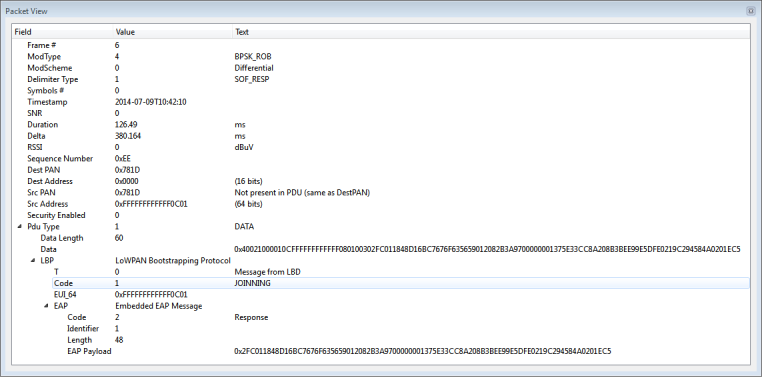 Packet View
Field Value Text
Frame # 6
ModType 4 BPSK_ROB
ModScheme 0 Differential
Delimiter Type 1 SOF_RESP
Symbols # 0
Timestamp 2014-07-09T10:42:10
SNR 0
Duration 126.49 ms
Delta 380.164 ms
RSSI 0 dBuV
Sequence Number 0xEE
Dest PAN 0x781D
Dest Address 0x0000 (16 bits)
Src PAN 0x781D Not present in PDU (same as DestPAN)
Src Address 0xFFFFFFFFFFFF0C01 (64 bits)
Security Enabled 0
Pdu Type 1 DATA
Data Length 60
Data 0x40021000010CFFFFFFFFFFFF080100302FC011848D16BC7676F635659012082B3A9700000001375E33CC8A208B3BEE99E5DFE0219C294584A0201EC5
LBP LoWPAN Bootstrapping Protocol
T 0 Message from LBD
Code 1 JOINNING
EUI_64 0xFFFFFFFFFFFF0C01
EAP Embedded EAP Message
Code 2 Response
Identifier 1
Length 48
EAP Payload 0x2FC011848D16BC7676F635659012082B3A9700000001375E33CC8A208B3BEE99E5DFE0219C294584A0201EC5